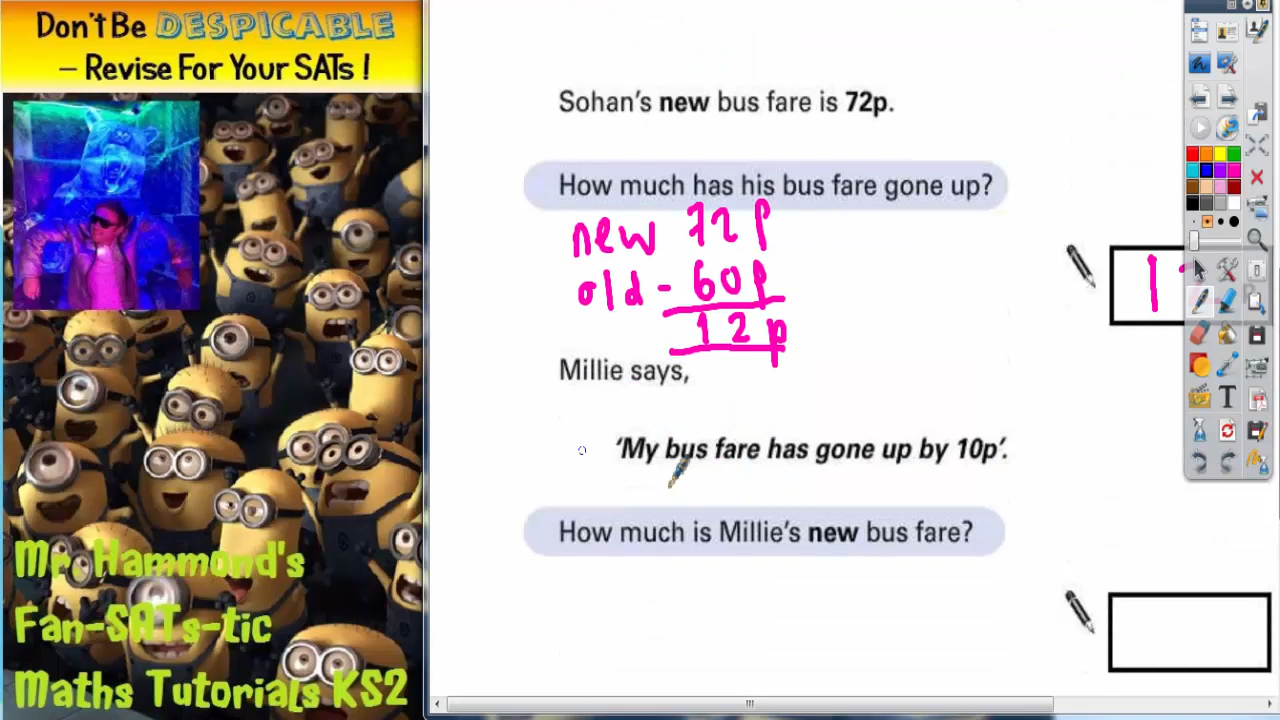 Don't Be DESPICABLE
– Revise For Your SATs !
Sohan's new bus fare is 72p.
How much has his bus fare gone up?
new 72p
old - 60p
12p
1
Millie says,
'My bus fare has gone up by 10p'.
How much is Millie's new bus fare?
Mr. Hammond's
Fan-SATs-tic
Maths Tutorials KS2